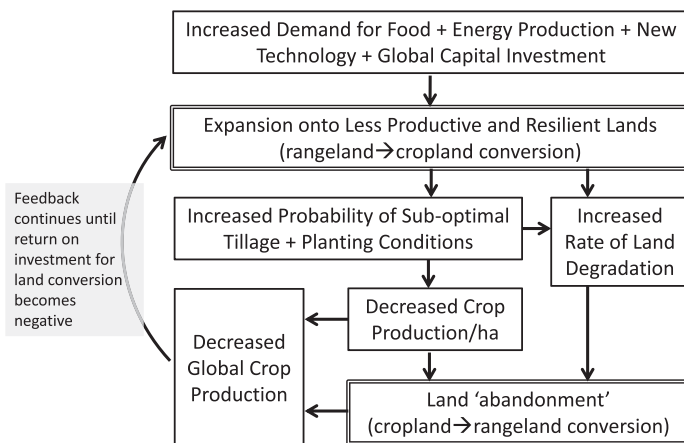 Increased Demand for Food + Energy Production + New
Technology + Global Capital Investment
Expansion onto Less Productive and Resilient Lands
(rangeland→cropland conversion)
Feedback
continues until
return on
investment for
land conversion
becomes
negative
Increased Probability of Sub-optimal
Tillage + Planting Conditions
Increased
Rate of Land
Degradation
Decreased Crop
Production/ha
Decreased
Global Crop
Production
Land ‘abandonment’
(cropland→rangeland conversion)